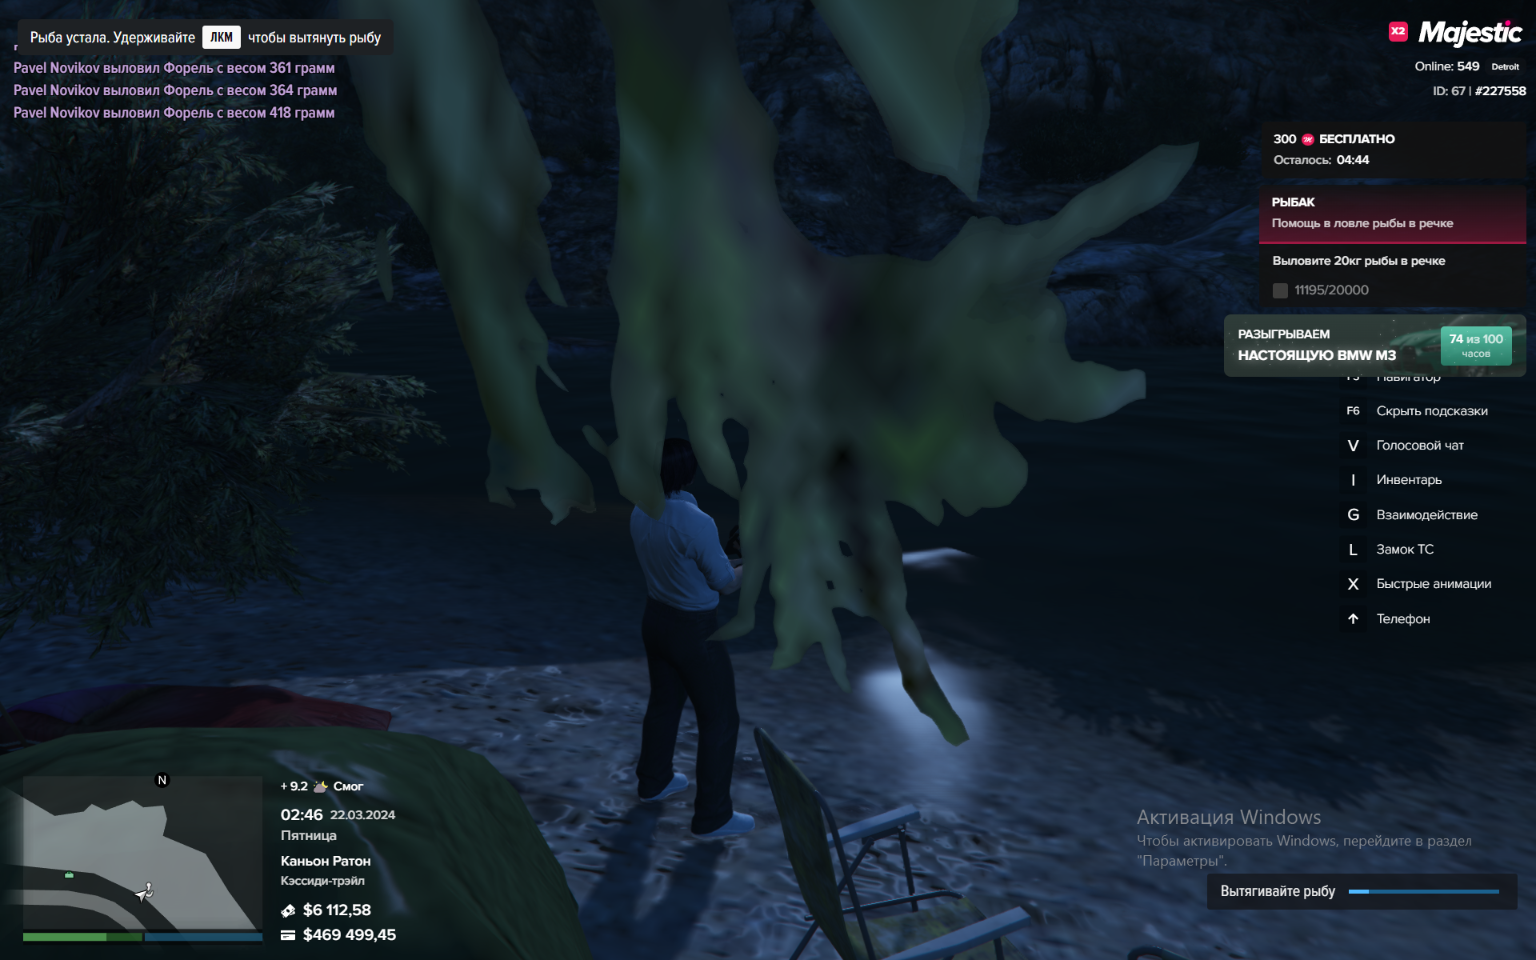 Рыба устала. Удерживайте ЛКМ чтобы вытянуть рыбу
Pavel Novikov выловил Форель с весом 361 грамм
Pavel Novikov выловил Форель с весом 364 грамм
Pavel Novikov выловил Форель с весом 418 грамм
X2 Majestic
Online: 549 Detroit
ID: 67 | #227558
300 БЕСПЛАТНО
Осталось: 04:44
РЫБАК
Помощь в ловле рыбы в речке
Выловите 20кг рыбы в речке
11195/20000
РАЗЫГРЫВАЕМ
НАСТОЯЩУЮ BMW M3
74 из 100
часов
Навигатор
F6 Скрыть подсказки
V Голосовой чат
I Инвентарь
G Взаимодействие
L Замок ТС
X Быстрые анимации
↑ Телефон
N
+ 9.2 Смог
02:46 22.03.2024
Пятница
Каньон Ратон
Кэссиди-трэйл
$6 112,58
$469 499,45
Активация Windows
Чтобы активировать Windows, перейдите в раздел
"Параметры".
Вытягивайте рыбу